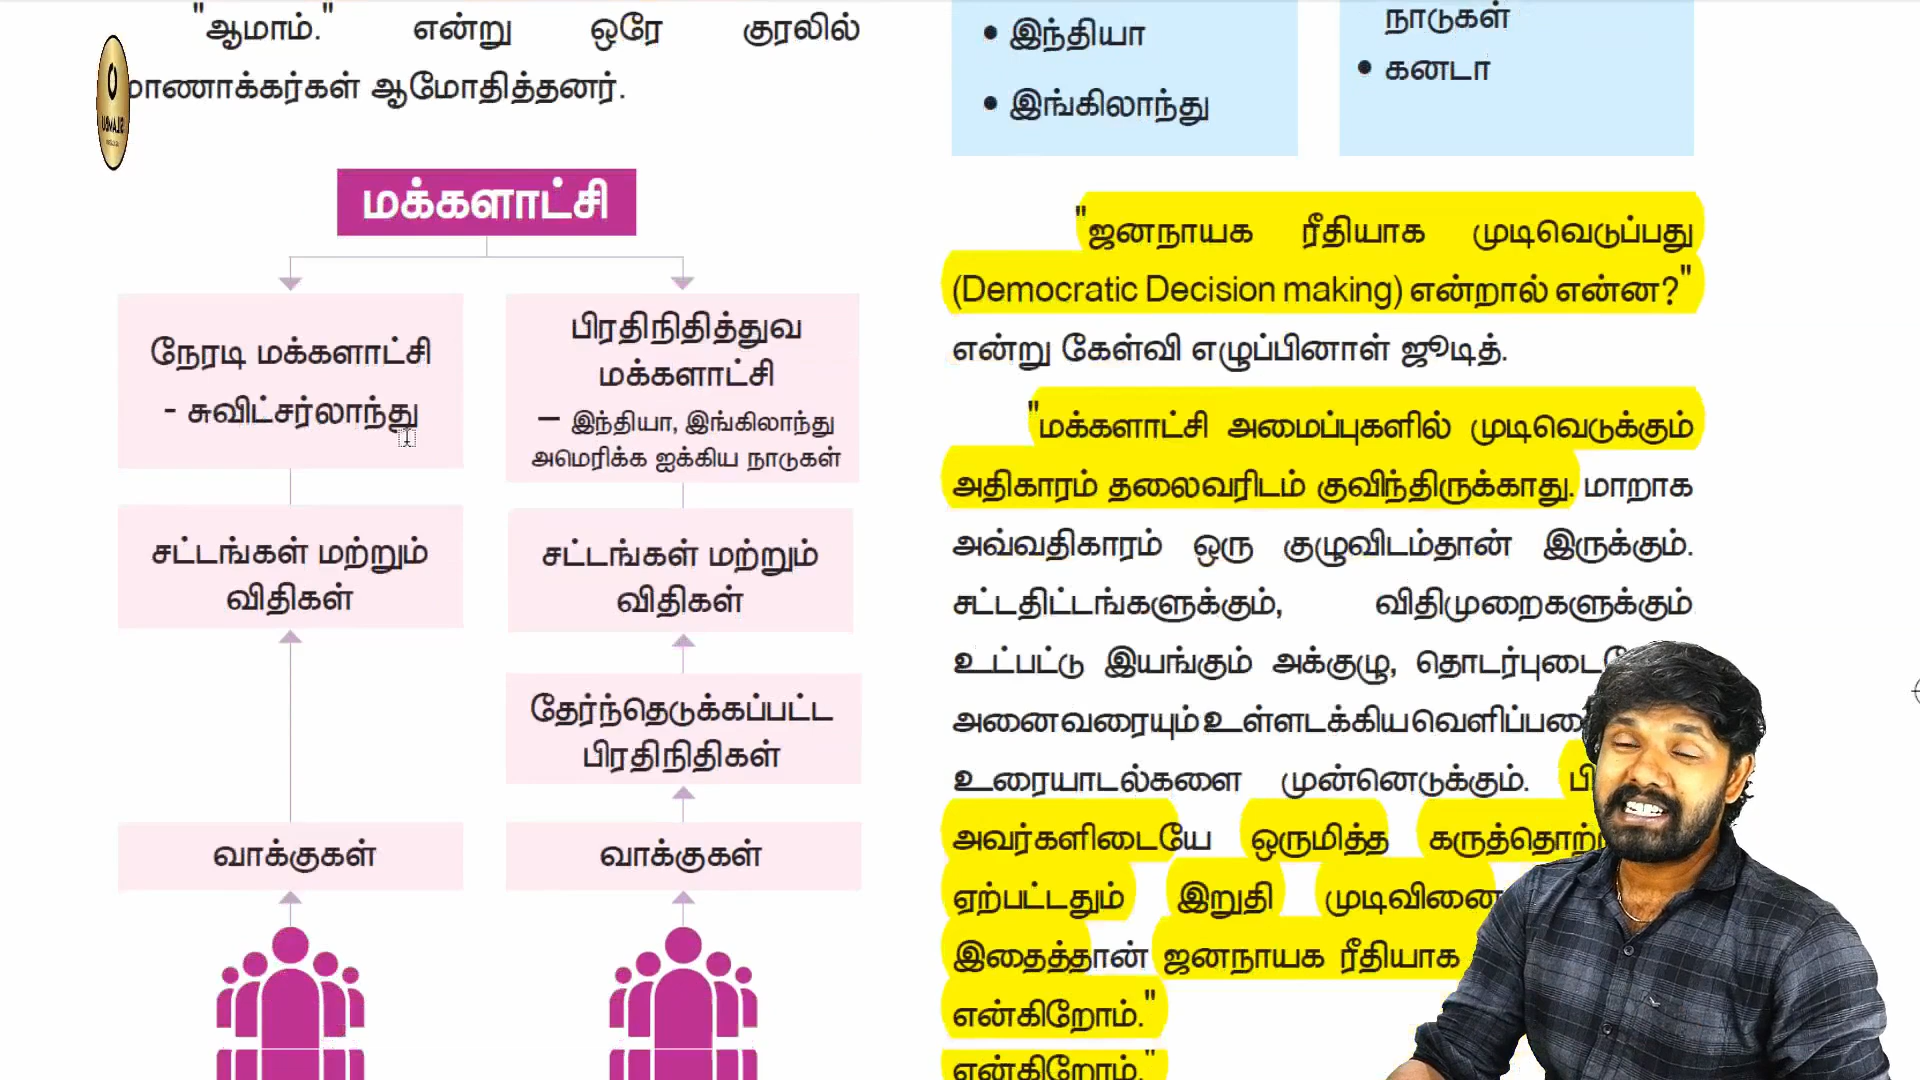 "ஆமாம்." என்று ஒரே குரலில்
மாணாக்கர்கள் ஆமோதித்தனர்.
மக்களாட்சி
நேரடி மக்களாட்சி
- சுவிட்சர்லாந்து
சட்டங்கள் மற்றும்
விதிகள்
வாக்குகள்
பிரதிநிதித்துவ
மக்களாட்சி
— இந்தியா, இங்கிலாந்து
அமெரிக்க ஐக்கிய நாடுகள்
சட்டங்கள் மற்றும்
விதிகள்
தேர்ந்தெடுக்கப்பட்ட
பிரதிநிதிகள்
வாக்குகள்
• இந்தியா
• இங்கிலாந்து
நாடுகள்
• கனடா
"ஜனநாயக ரீதியாக முடிவெடுப்பது
(Democratic Decision making) என்றால் என்ன?"
என்று கேள்வி எழுப்பினாள் ஜூடித்.
"மக்களாட்சி அமைப்புகளில் முடிவெடுக்கும்
அதிகாரம் தலைவரிடம் குவிந்திருக்காது. மாறாக
அவ்வதிகாரம் ஒரு குழுவிடம்தான் இருக்கும்.
சட்டதிட்டங்களுக்கும், விதிமுறைகளுக்கும்
உட்பட்டு இயங்கும் அக்குழு,
அனைவரையும் உள்ளடக்கிய
உரையாடல்களை முன்னெடுக்கும்.
அவர்களிடையே ஒருமித்த
ஏற்பட்டதும் இறுதி முடிவினை
இதைத்தான் ஜனநாயக ரீதியாக
என்கிறோம்."
என்கிறோம்."